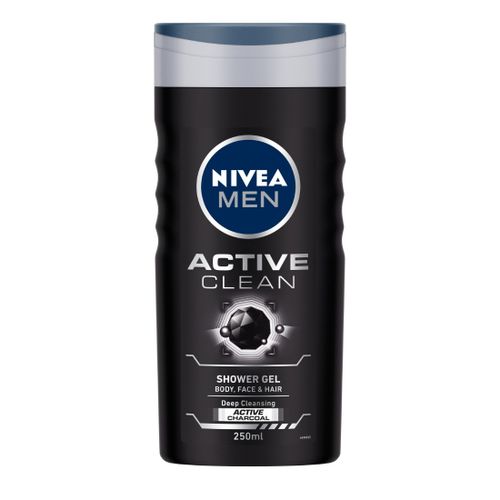 NIVEA
MEN
ACTIVE
CLEAN
SHOWER GEL
BODY, FACE & HAIR
Deep Cleansing
ACTIVE
CHARCOAL
250ml